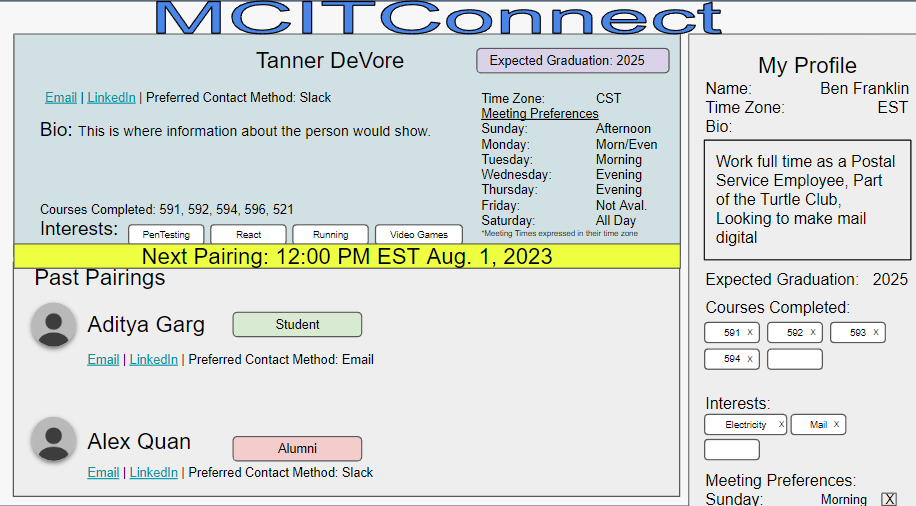 MCITConnect
Tanner DeVore
Expected Graduation: 2025
Email | LinkedIn | Preferred Contact Method: Slack
Bio: This is where information about the person would show.
Time Zone: CST
Meeting Preferences
Sunday: Afternoon
Monday: Morn/Even
Tuesday: Morning
Wednesday: Evening
Thursday: Evening
Friday: Not Aval.
Saturday: All Day
*Meeting Times expressed in their time zone
Courses Completed: 591, 592, 594, 596, 521
Interests: PenTesting React Running Video Games
Next Pairing: 12:00 PM EST Aug. 1, 2023
Past Pairings
Aditya Garg Student
Email | LinkedIn | Preferred Contact Method: Email
Alex Quan Alumni
Email | LinkedIn | Preferred Contact Method: Slack
My Profile
Name: Ben Franklin
Time Zone: EST
Bio:
Work full time as a Postal
Service Employee, Part
of the Turtle Club,
Looking to make mail
digital
Expected Graduation: 2025
Courses Completed:
591 X 592 X 593 X
594 X
Interests:
Electricity X Mail X
Meeting Preferences:
Sunday: Morning X